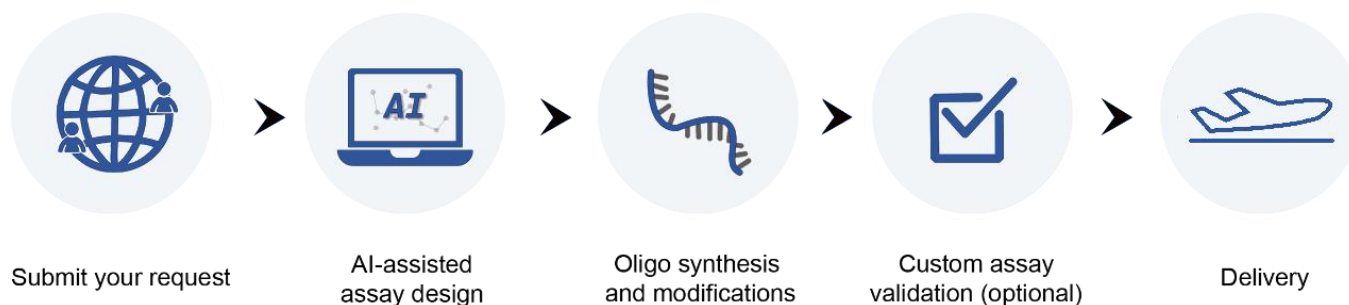 AI
Submit your request
AI-assisted
assay design
Oligo synthesis
and modifications
Custom assay
validation (optional)
Delivery